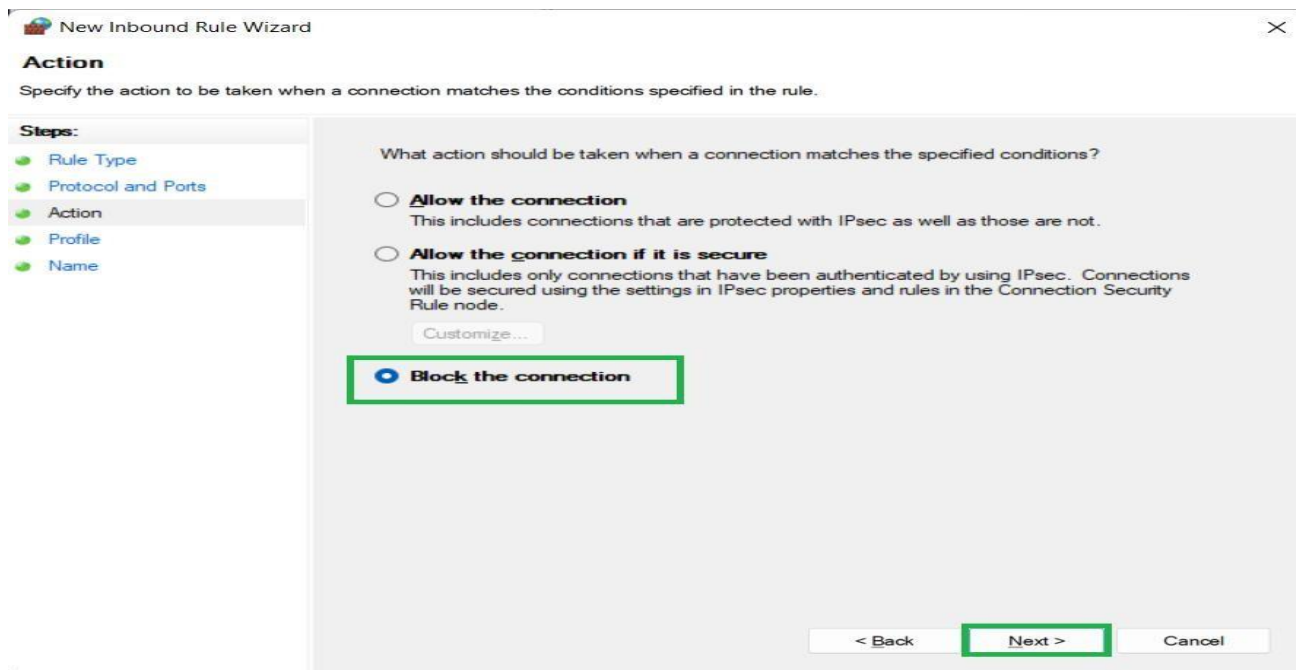 New Inbound Rule Wizard
Action
Specify the action to be taken when a connection matches the conditions specified in the rule.
Steps:
Rule Type
Protocol and Ports
Action
Profile
Name
What action should be taken when a connection matches the specified conditions?
Allow the connection
This includes connections that are protected with IPsec as well as those are not.
Allow the connection if it is secure
This includes only connections that have been authenticated by using IPsec. Connections
will be secured using the settings in IPsec properties and rules in the Connection Security
Rule node.
Customize...
Block the connection
< Back
Next >
Cancel